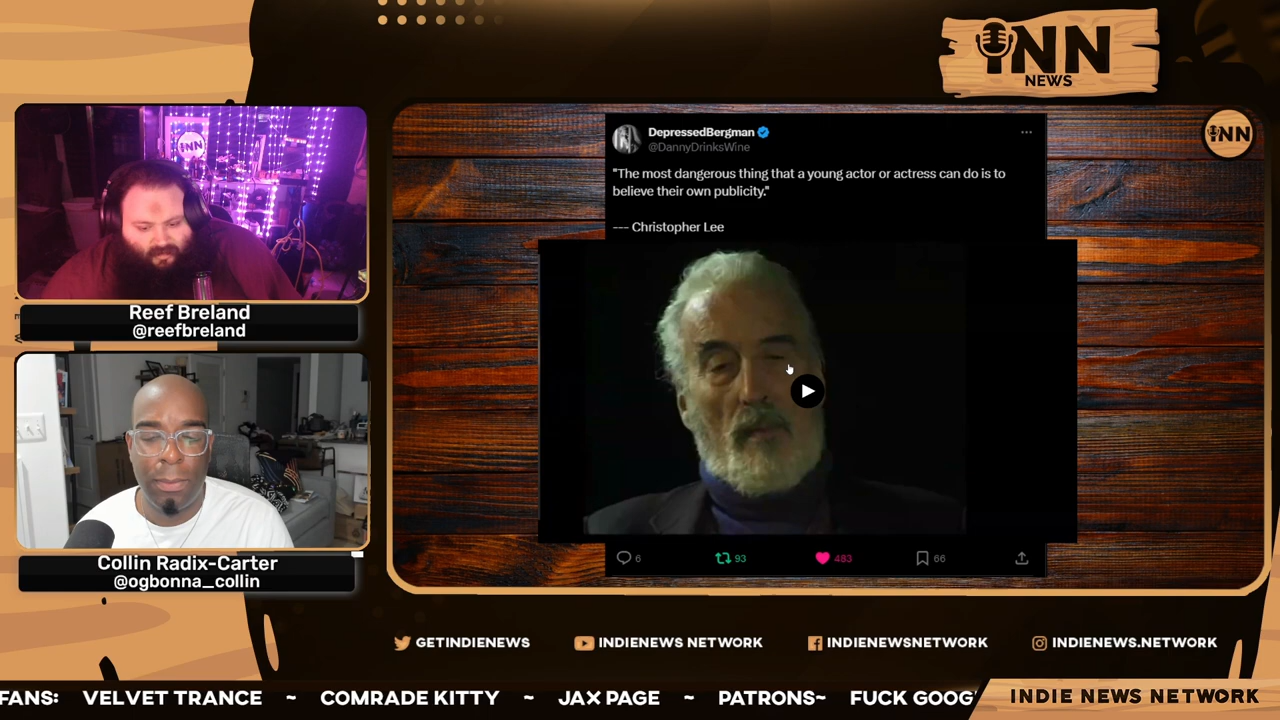 INN
NEWS
INN
INN
DepressedBergman
@DannyDrinksWine
"The most dangerous thing that a young actor or actress can do is to
believe their own publicity."
--- Christopher Lee
6
93
483
66
Reef Breland
@reefbreland
Collin Radix-Carter
@ogbonna_collin
GETINDIENEWS
INDIENEWS NETWORK
INDIENEWSNETWORK
INDIENEWS.NETWORK
FANS: VELVET TRANCE ~ COMRADE KITTY ~ JAX PAGE ~ PATRONS~ FUCK GOOG
INDIE NEWS NETWORK